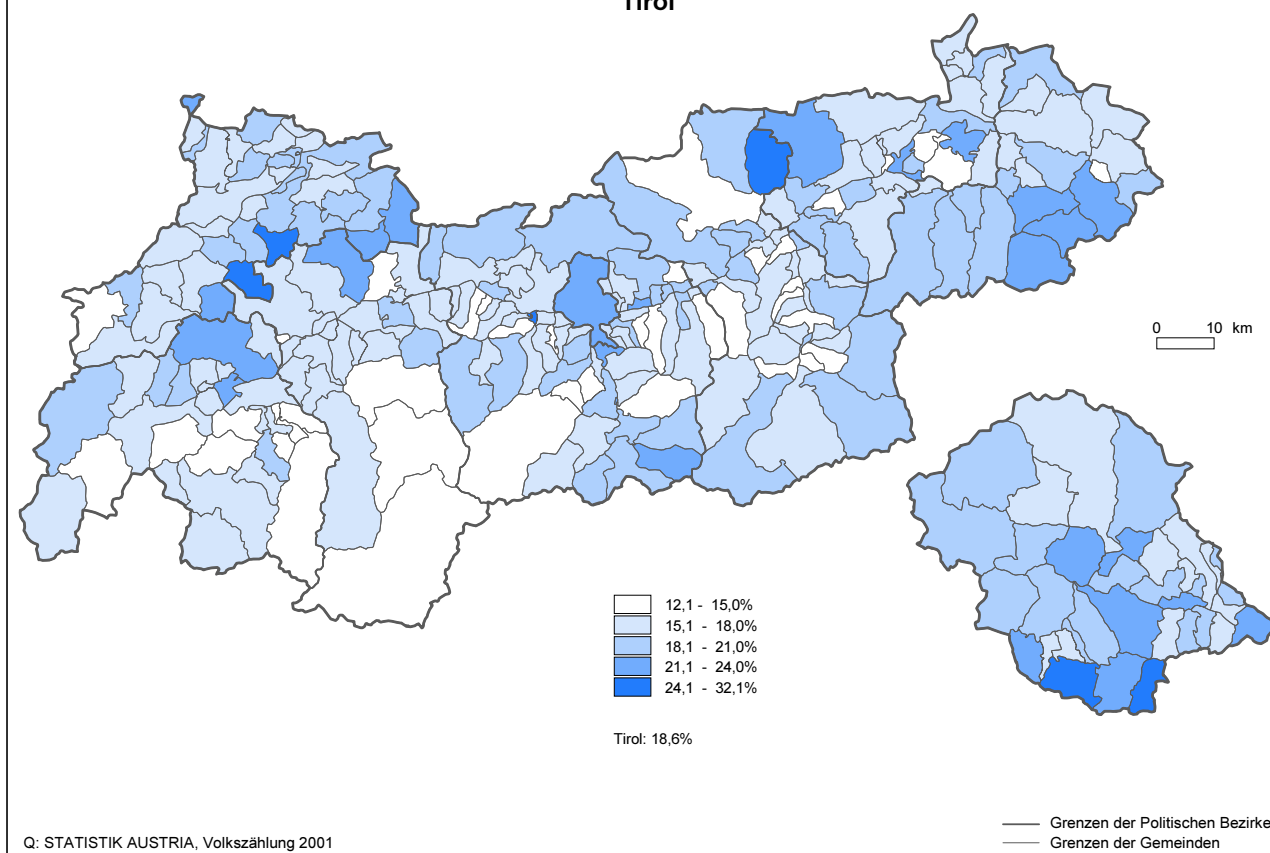 Tirol
0 10 km
12,1 - 15,0%
15,1 - 18,0%
18,1 - 21,0%
21,1 - 24,0%
24,1 - 32,1%
Tirol: 18,6%
Grenzen der Politischen Bezirke
Q: STATISTIK AUSTRIA, Volkszählung 2001
Grenzen der Gemeinden